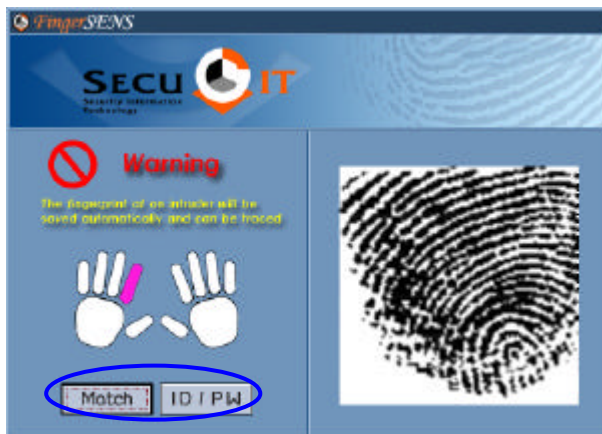 FingerSENS
SECU IT
Security Information
Technology
Warning
The fingerprint of an intruder will be
saved automatically and can be traced
Match
ID / PW